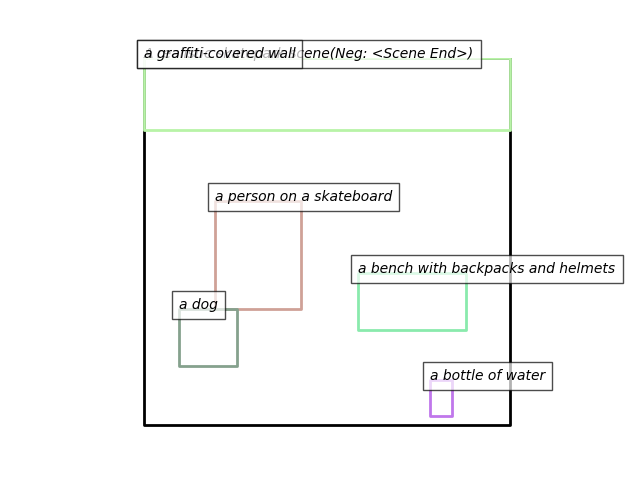 a graffiti-covered wall
ene(Neg: <Scene End>)
a person on a skateboard
a bench with backpacks and helmets
a dog
a bottle of water